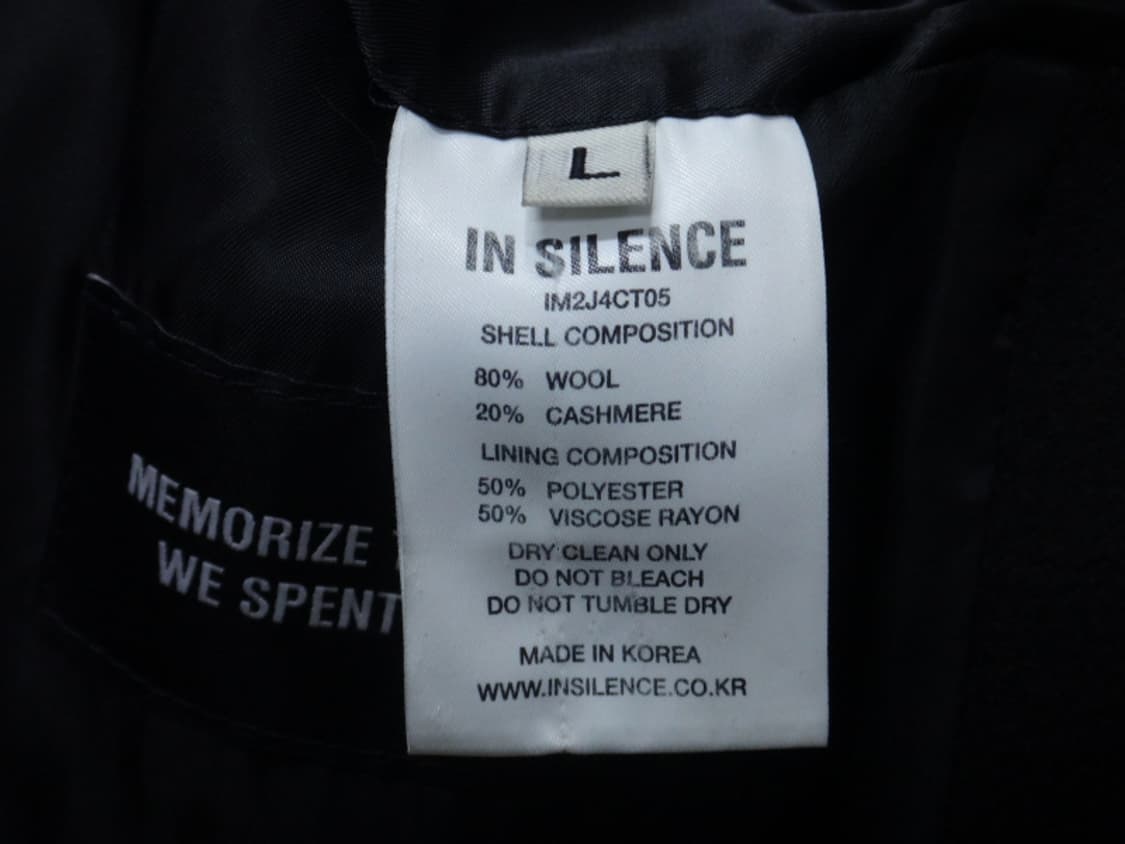 L
IN SILENCE
IM2J4CT05
SHELL COMPOSITION
80% WOOL
20% CASHMERE
LINING COMPOSITION
50% POLYESTER
50% VISCOSE RAYON
DRY CLEAN ONLY
DO NOT BLEACH
DO NOT TUMBLE DRY
MADE IN KOREA
WWW.INSILENCE.CO.KR
MEMORIZE
WE SPENT